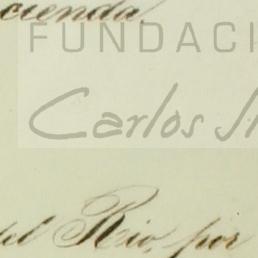 cienda.
FUNDACI
Carlos
del Rio, por